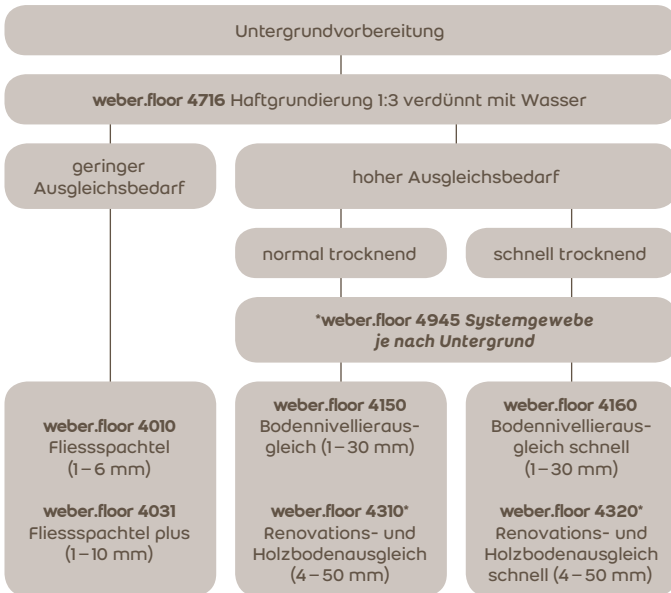 Untergrundvorbereitung
weber.floor 4716 Haftgrundierung 1:3 verdünnt mit Wasser
geringer
Ausgleichsbedarf
hoher Ausgleichsbedarf
normal trocknend
schnell trocknend
*weber.floor 4945 Systemgewebe
je nach Untergrund
weber.floor 4010
Fliessspachtel
(1–6 mm)
weber.floor 4031
Fliessspachtel plus
(1–10 mm)
weber.floor 4150
Bodennivellieraus-
gleich (1–30 mm)
weber.floor 4310*
Renovations- und
Holzbodenausgleich
(4–50 mm)
weber.floor 4160
Bodennivellieraus-
gleich schnell
(1–30 mm)
weber.floor 4320*
Renovations- und
Holzbodenausgleich
schnell (4–50 mm)